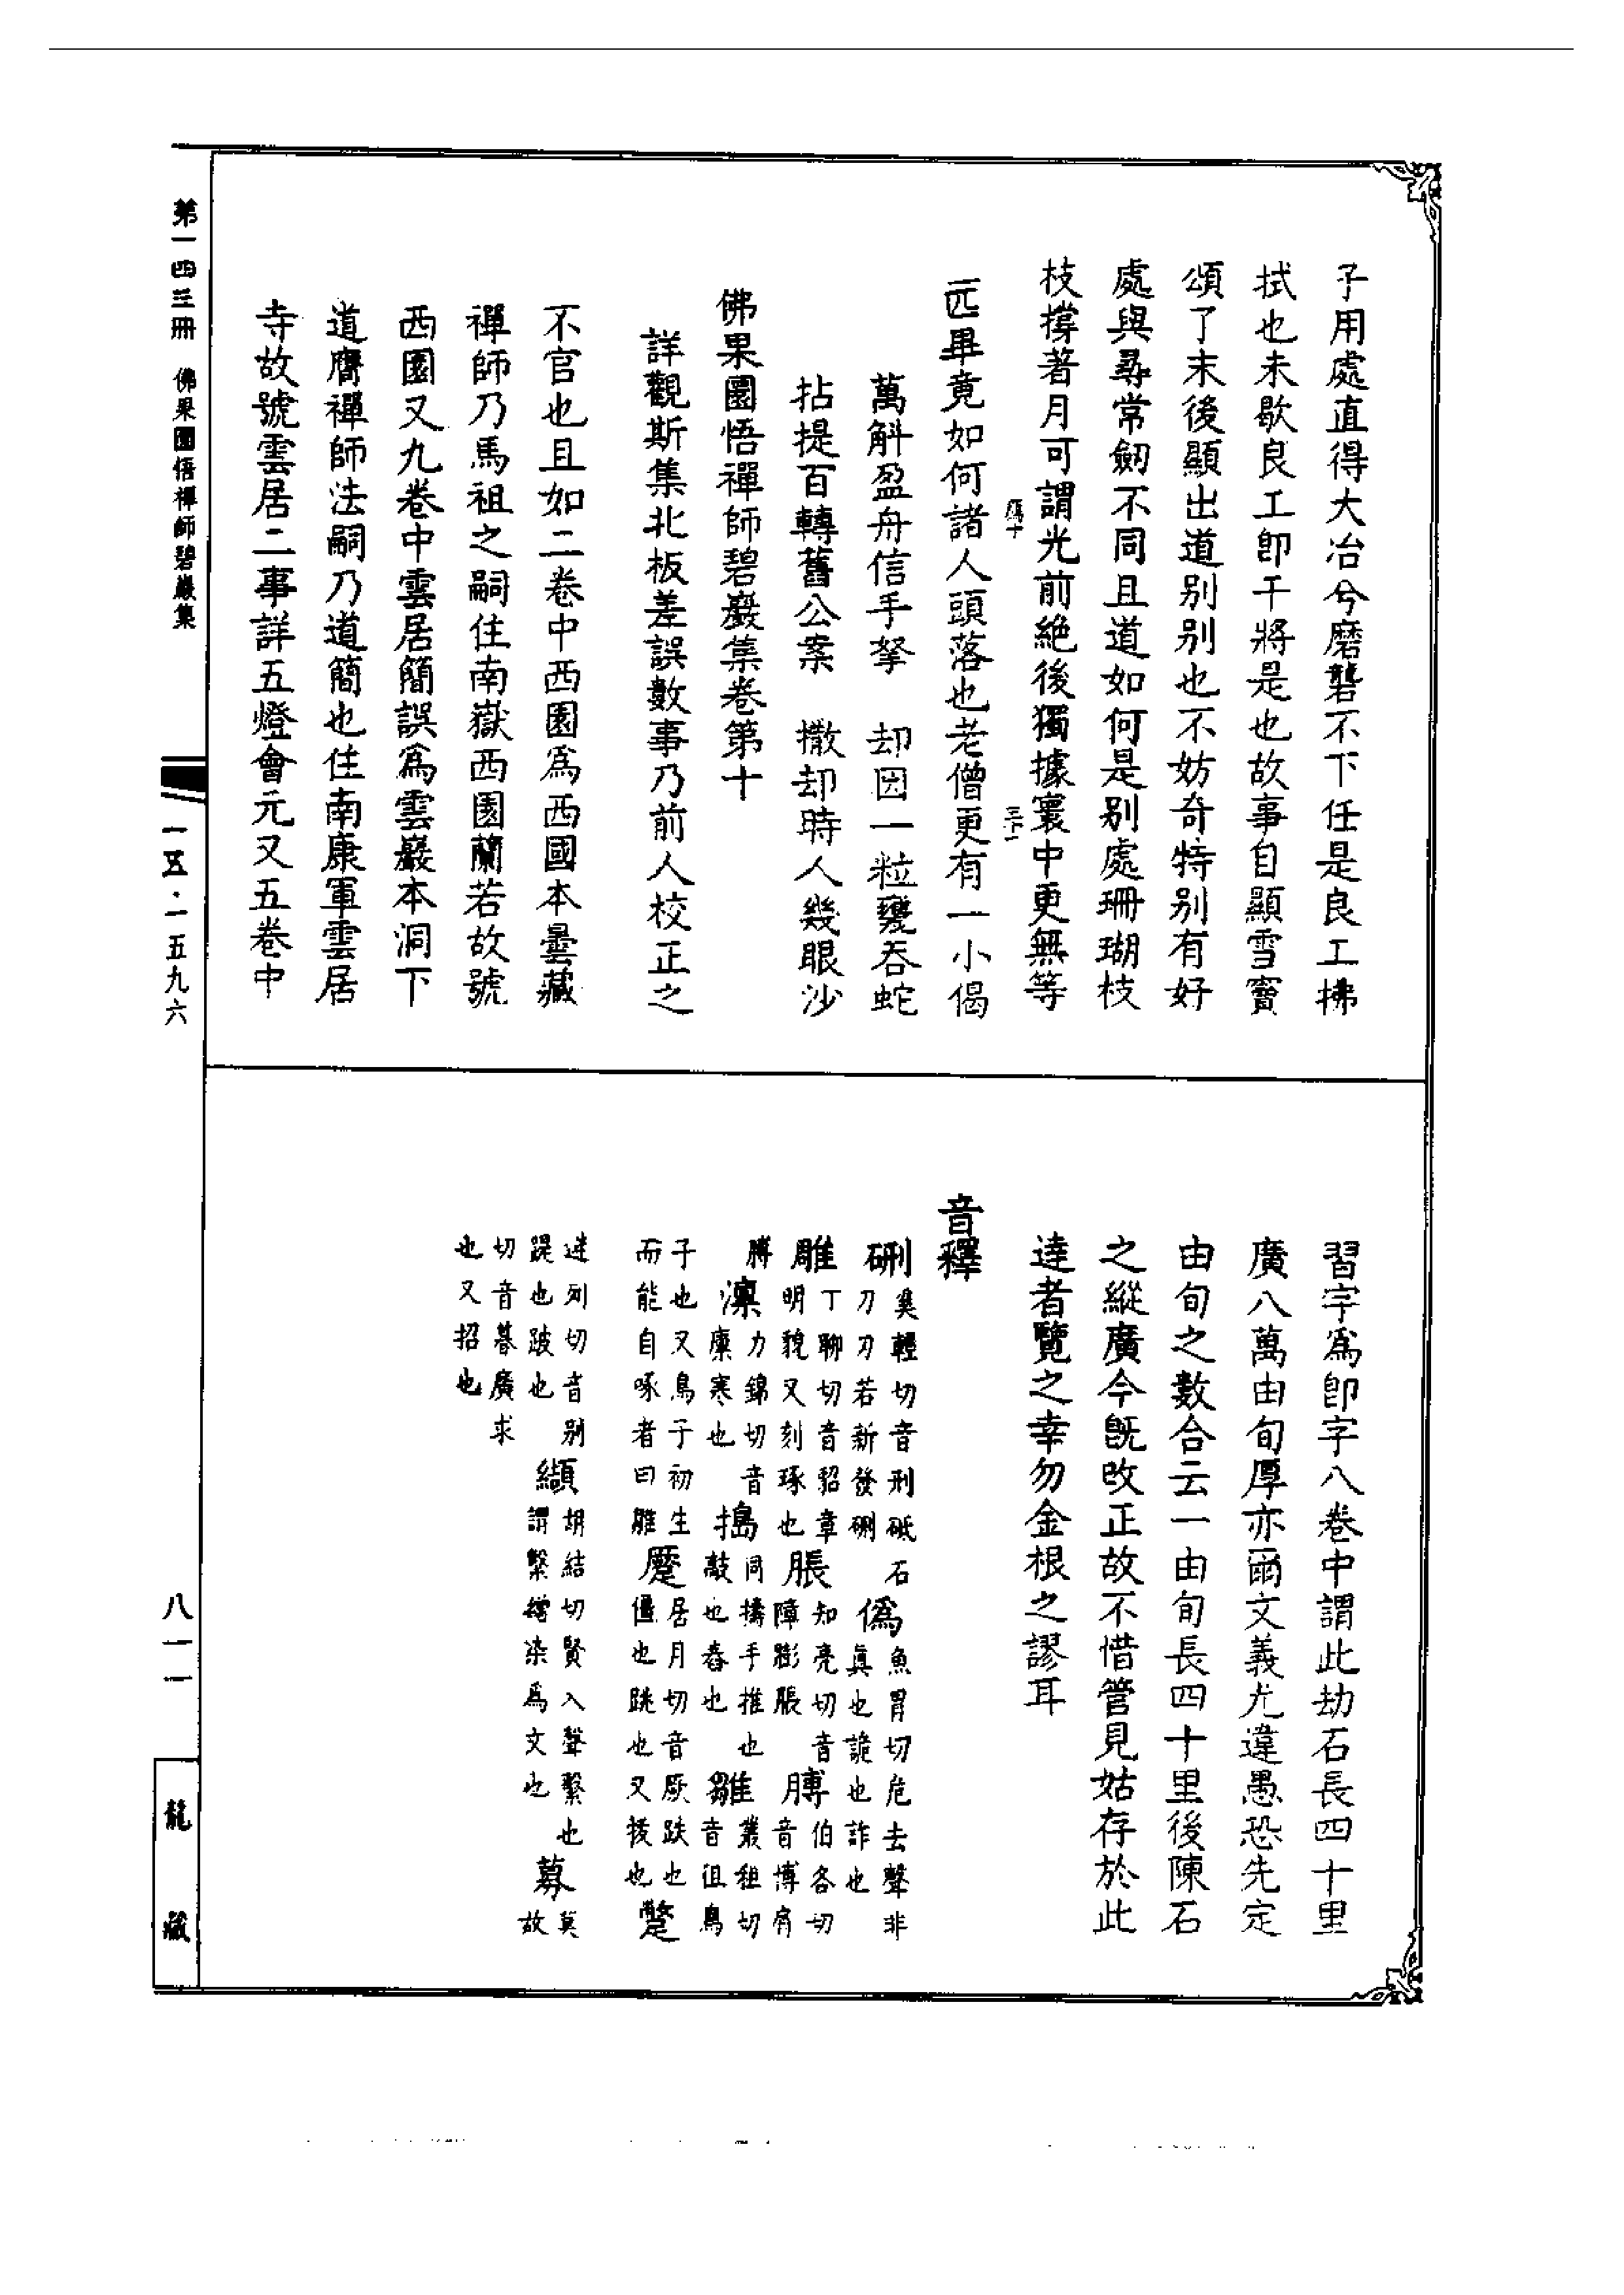 子用處直得大冶兮磨礱不下任是良工拂
拭也未歇良工卽干將是也故事自顯雪竇
頌了末後顯出道别别也不妨奇特别有好
處與尋常劒不同且道如何是别處珊瑚枝
枝撐著月可謂光前絶後獨據寰中更無等
匹畢竟如何諸人頭落也老僧更有一小偈
萬斛盈舟信手拏　却因一粒甕吞蛇
拈提百轉舊公案　撒却時人幾眼沙
佛果圜悟禪師碧巖集卷第十
詳觀斯集北板差誤數事乃前人校正之
不官也且如二卷中西園爲西國本曇藏
禪師乃馬祖之嗣住南嶽西園蘭若故號
西園又九卷中雲居簡誤爲雲巖本洞下
道膺禪師法嗣乃道簡也住南康軍雲居
寺故號雲居二事詳五燈會元又五卷中
習字爲卽字八卷中謂此劫石長四十里
廣八萬由旬厚亦爾文義尤違愚恐先定
由旬之數合云一由旬長四十里後陳石
之縱廣今旣改正故不惜管見姑存於此
達者覽之幸勿金根之謬耳
音釋
硎奚輕切音刑砥石
刀刃刃若新發硎
僞魚胃切危去聲非
眞也詭也詐也
雕丁聊切音貂章
明貌又刻琢也
脹知亮切音
障膨脹
膊伯各切
音博肩
膊
凜力錦切音
廩寒也
搗同擣手推也
敲也舂也
雛叢租切
音徂鳥
子也又鳥子初生
而能自啄者曰雛
蹷居月切音厥跌也
僵也跳也又拔也
蹩
迸列切音别
踶也跛也
纈胡結切賢入聲繫也
謂繫繒染爲文也
募莫
故
切音暮廣求
也又招也
第一四三冊　佛果圜悟禪師碧巖集
一一五·一五九六
八一一
龍藏